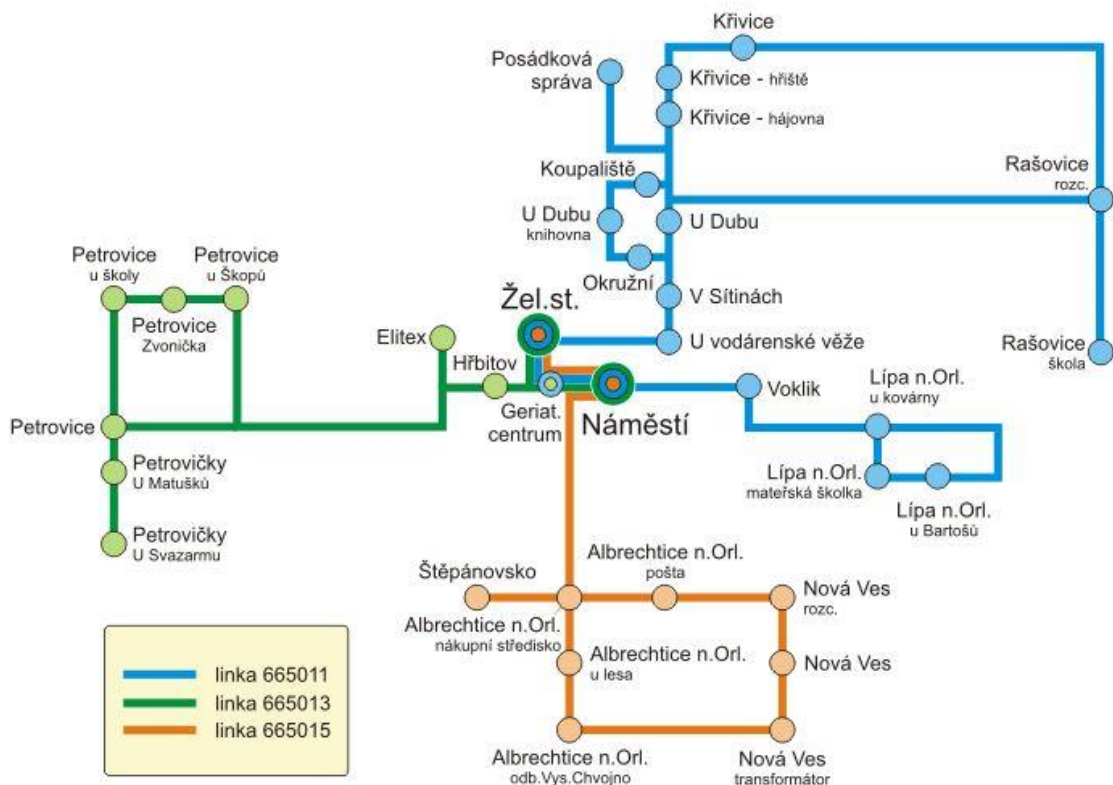 Křivice
Posádková
správa
Křivice - hřiště
Křivice - hájovna
Koupaliště
Rašovice
rozc.
U Dubu
knihovna
U Dubu
Okružní
V Sítinách
Petrovice
u školy
Petrovice
u Škopů
Petrovice
Zvonička
Žel.st.
Elitex
U vodárenské věže
Rašovice
škola
Hřbitov
Voklik
Lípa n.Orl.
u kovárny
Geriat.
centrum
Náměstí
Petrovice
Petrovičky
U Matušků
Lípa n.Orl.
mateřská školka
Lípa n.Orl.
u Bartošů
Petrovičky
U Svazarmu
Štěpánovsko
Albrechtice n.Orl.
pošta
Nová Ves
rozc.
Albrechtice n.Orl.
nákupní středisko
Albrechtice n.Orl.
u lesa
Nová Ves
Albrechtice n.Orl.
odb.Vys.Chvojno
Nová Ves
transformátor
linka 665011
linka 665013
linka 665015